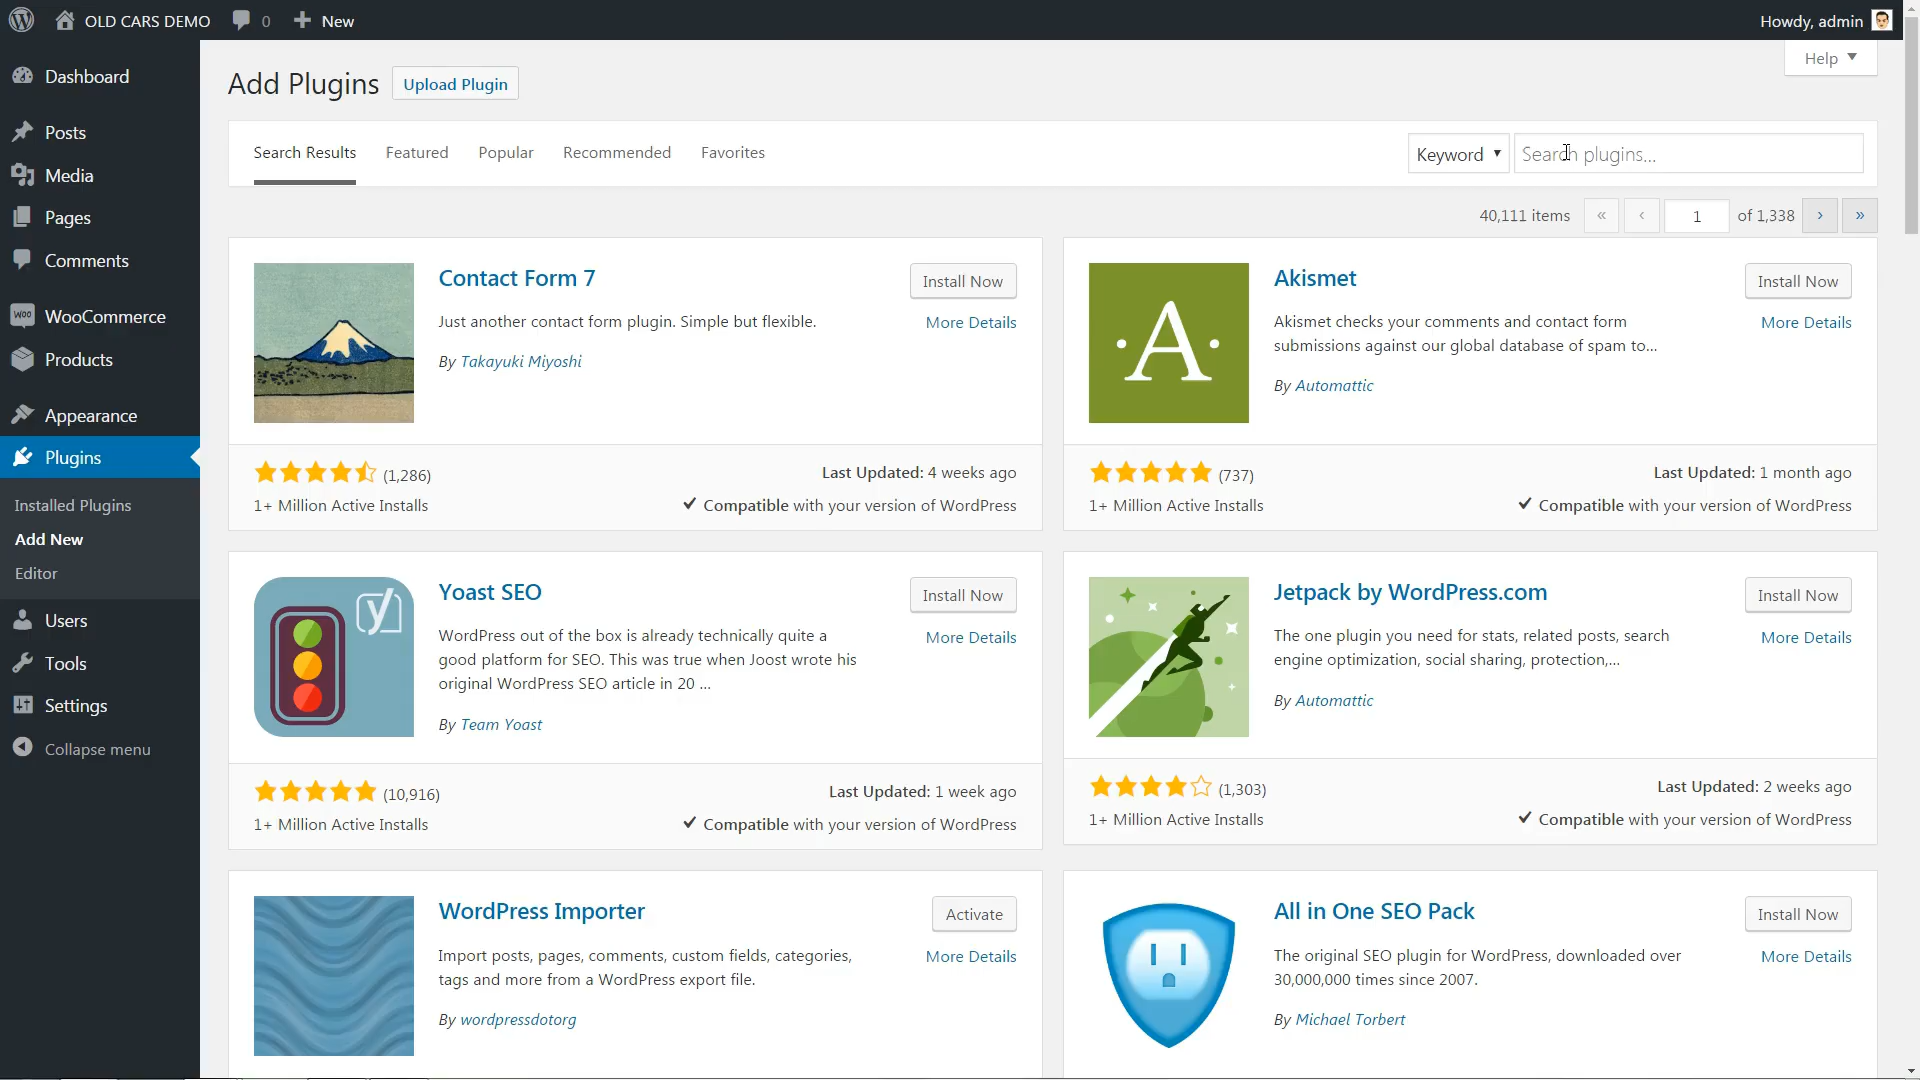 OLD CARS DEMO 0 New
Howdy, admin
Dashboard
Posts
Media
Pages
Comments
WOO WooCommerce
Products
Appearance
Plugins
Installed Plugins
Add New
Editor
Users
Tools
Settings
Collapse menu
Help
Add Plugins Upload Plugin
Search Results Featured Popular Recommended Favorites
Keyword Search plugins...
40,111 items « ‹ 1 of 1,338 › »
Contact Form 7
Install Now
Just another contact form plugin. Simple but flexible.
More Details
By Takayuki Miyoshi
(1,286)
Last Updated: 4 weeks ago
1+ Million Active Installs
Compatible with your version of WordPress
A
Akismet
Install Now
Akismet checks your comments and contact form
submissions against our global database of spam to...
More Details
By Automattic
(737)
Last Updated: 1 month ago
1+ Million Active Installs
Compatible with your version of WordPress
y
Yoast SEO
Install Now
WordPress out of the box is already technically quite a
good platform for SEO. This was true when Joost wrote his
original WordPress SEO article in 20 ...
More Details
By Team Yoast
(10,916)
Last Updated: 1 week ago
1+ Million Active Installs
Compatible with your version of WordPress
Jetpack by WordPress.com
Install Now
The one plugin you need for stats, related posts, search
engine optimization, social sharing, protection,...
More Details
By Automattic
(1,303)
Last Updated: 2 weeks ago
1+ Million Active Installs
Compatible with your version of WordPress
WordPress Importer
Activate
Import posts, pages, comments, custom fields, categories,
tags and more from a WordPress export file.
More Details
By wordpressdotorg
All in One SEO Pack
Install Now
The original SEO plugin for WordPress, downloaded over
30,000,000 times since 2007.
More Details
By Michael Torbert